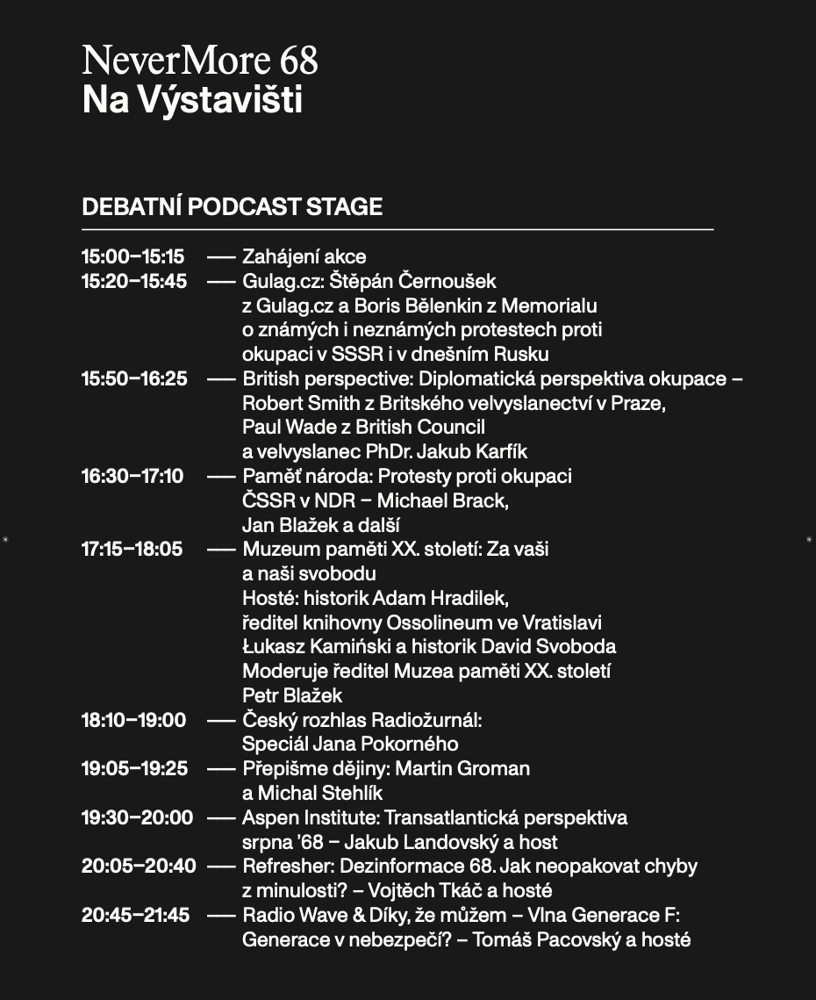 NeverMore 68
Na Výstavišti
DEBATNÍ PODCAST STAGE
15:00–15:15 — Zahájení akce
15:20–15:45 — Gulag.cz: Štěpán Černoušek
z Gulag.cz a Boris Bělenkin z Memorialu
o známých i neznámých protestech proti
okupaci v SSSR i v dnešním Rusku
15:50–16:25 — British perspective: Diplomatická perspektiva okupace –
Robert Smith z Britského velvyslanectví v Praze,
Paul Wade z British Council
a velvyslanec PhDr. Jakub Karfík
16:30–17:10 — Paměť národa: Protesty proti okupaci
ČSSR v NDR – Michael Brack,
Jan Blažek a další
17:15–18:05 — Muzeum paměti XX. století: Za vaši
a naši svobodu
Hosté: historik Adam Hradilek,
ředitel knihovny Ossolineum ve Vratislavi
Łukasz Kamiński a historik David Svoboda
Moderuje ředitel Muzea paměti XX. století
Petr Blažek
18:10–19:00 — Český rozhlas Radiožurnál:
Speciál Jana Pokorného
19:05–19:25 — Přepišme dějiny: Martin Groman
a Michal Stehlík
19:30–20:00 — Aspen Institute: Transatlantická perspektiva
srpna ’68 – Jakub Landovský a host
20:05–20:40 — Refresher: Dezinformace 68. Jak neopakovat chyby
z minulosti? – Vojtěch Tkáč a hosté
20:45–21:45 — Radio Wave & Díky, že můžem – Vlna Generace F:
Generace v nebezpečí? – Tomáš Pacovský a hosté